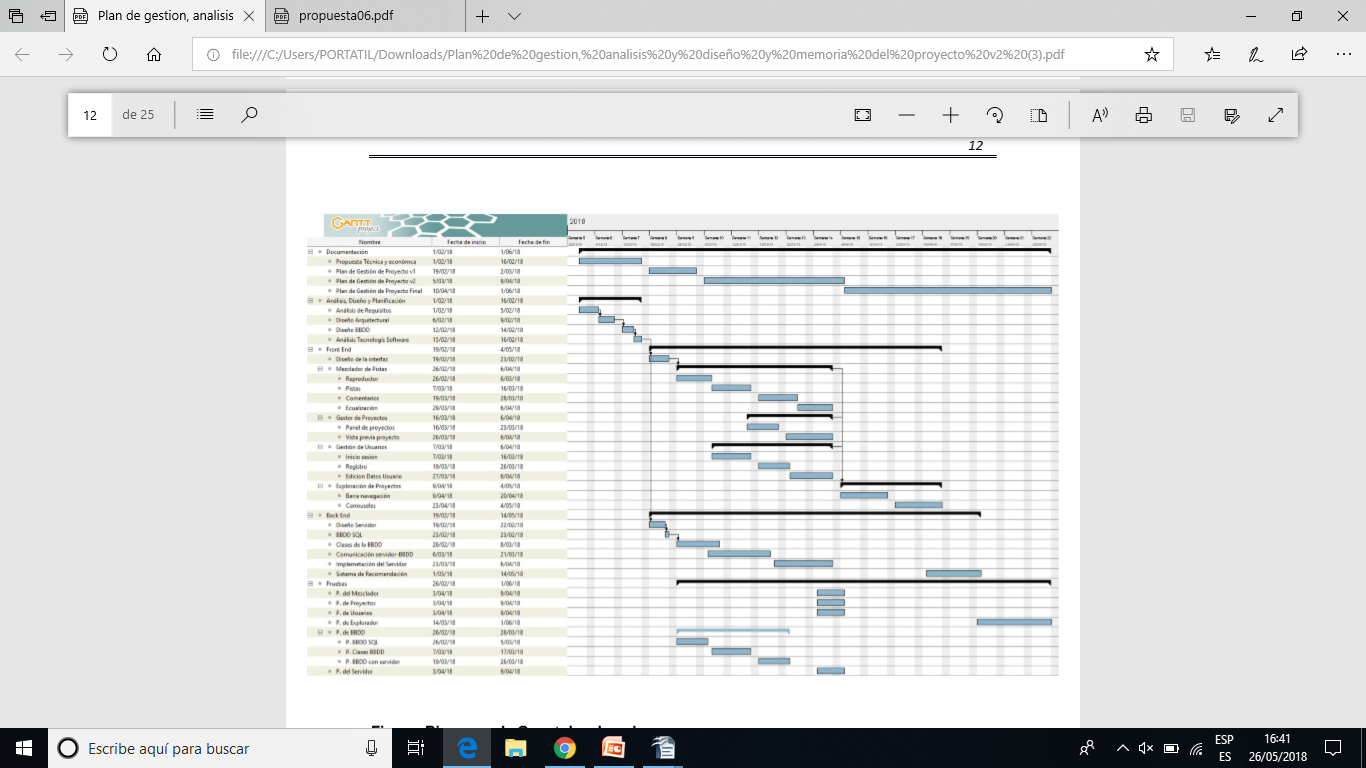 Plan de gestion, analisis
propuesta06.pdf
file:///C:/Users/PORTATIL/Downloads/Plan%20de%20gestion,%20analisis%20y%20diseño%20y%20memoria%20del%20proyecto%20v2%20(3).pdf
12 de 25
12
GANTT project
2018
Nombre Fecha de inicio Fecha de fin
Documentación 1/02/18 1/06/18
Propuesta Técnica y económica 1/02/18 16/02/18
Plan de Gestión de Proyecto v1 19/02/18 2/03/18
Plan de Gestión de Proyecto v2 5/03/18 9/04/18
Plan de Gestión de Proyecto Final 10/04/18 1/06/18
Análisis, Diseño y Planificación 1/02/18 16/02/18
Análisis de Requisitos 1/02/18 5/02/18
Diseño Arquitectural 6/02/18 9/02/18
Diseño BBDD 12/02/18 14/02/18
Análisis Tecnologís Software 15/02/18 16/02/18
Front End 19/02/18 4/05/18
Diseño de la interfaz 19/02/18 23/02/18
Mezclador de Pistas 26/02/18 6/04/18
Reproductor 26/02/18 6/03/18
Pistas 7/03/18 16/03/18
Comentarios 19/03/18 28/03/18
Ecualización 29/03/18 6/04/18
Gestor de Proyectos 16/03/18 6/04/18
Panel de proyectos 16/03/18 23/03/18
Vista previa proyecto 26/03/18 6/04/18
Gestión de Usuarios 7/03/18 6/04/18
Inicio sesion 7/03/18 16/03/18
Registro 19/03/18 26/03/18
Edicion Datos Usuario 27/03/18 6/04/18
Exploración de Proyectos 9/04/18 4/05/18
Barra navegación 9/04/18 20/04/18
Carrouseles 23/04/18 4/05/18
Back End 19/02/18 14/05/18
Diseño Servidor 19/02/18 22/02/18
BBDD SQL 23/02/18 23/02/18
Clases de la BBDD 26/02/18 8/03/18
Comunicación servidor-BBDD 6/03/18 21/03/18
Implemetación del Servidor 23/03/18 6/04/18
Sistema de Recomendación 1/05/18 14/05/18
Pruebas 26/02/18 1/06/18
P. del Mezclador 3/04/18 9/04/18
P. de Proyectos 3/04/18 9/04/18
P. de Usuarios 3/04/18 9/04/18
P. de Explorador 14/05/18 1/06/18
P. de BBDD 26/02/18 26/03/18
P. BBDD SQL 26/02/18 5/03/18
P. Clases BBDD 7/03/18 17/03/18
P. BBDD con servidor 19/03/18 26/03/18
P. del Servidor 3/04/18 9/04/18
Escribe aquí para buscar
ESP
ES
16:41
26/05/2018